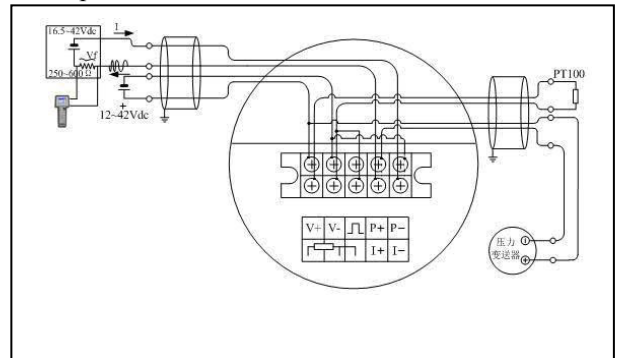 16.5~42Vdc
I
Vf
250~600Ω
+
12~42Vdc
PT100
V+ V- P+ P-
I+ I-
压力
变送器